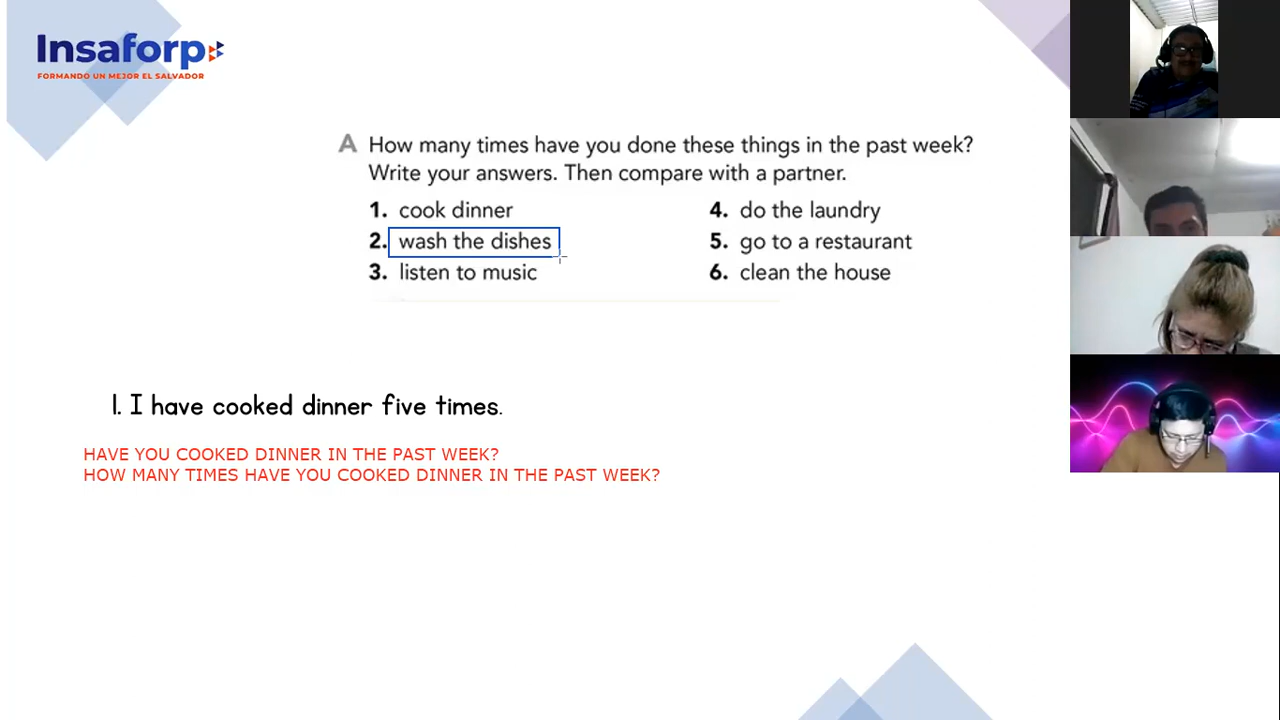 Insaforp
FORMANDO UN MEJOR EL SALVADOR
A How many times have you done these things in the past week?
Write your answers. Then compare with a partner.
1. cook dinner
2. wash the dishes
3. listen to music
4. do the laundry
5. go to a restaurant
6. clean the house
1. I have cooked dinner five times.
HAVE YOU COOKED DINNER IN THE PAST WEEK?
HOW MANY TIMES HAVE YOU COOKED DINNER IN THE PAST WEEK?